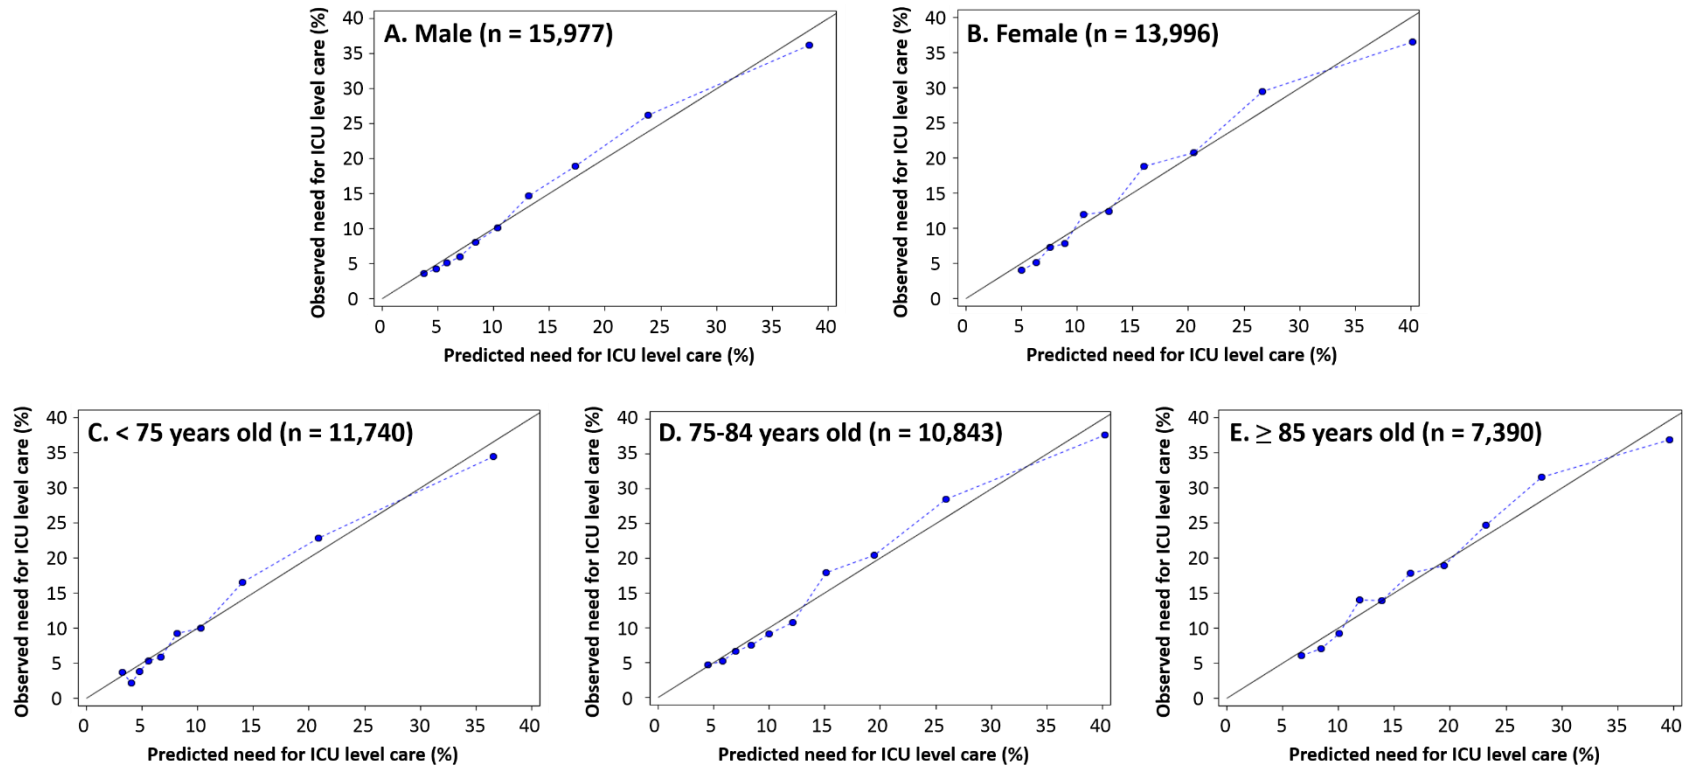 A. Male (n = 15,977)
Observed need for ICU level care (%)
40
35
30
25
20
15
10
5
0
0 5 10 15 20 25 30 35 40
Predicted need for ICU level care (%)
B. Female (n = 13,996)
Observed need for ICU level care (%)
40
35
30
25
20
15
10
5
0
0 5 10 15 20 25 30 35 40
Predicted need for ICU level care (%)
C. < 75 years old (n = 11,740)
Observed need for ICU level care (%)
40
35
30
25
20
15
10
5
0
0 5 10 15 20 25 30 35 40
Predicted need for ICU level care (%)
D. 75-84 years old (n = 10,843)
Observed need for ICU level care (%)
40
35
30
25
20
15
10
5
0
0 5 10 15 20 25 30 35 40
Predicted need for ICU level care (%)
E. ≥ 85 years old (n = 7,390)
Observed need for ICU level care (%)
40
35
30
25
20
15
10
5
0
0 5 10 15 20 25 30 35 40
Predicted need for ICU level care (%)